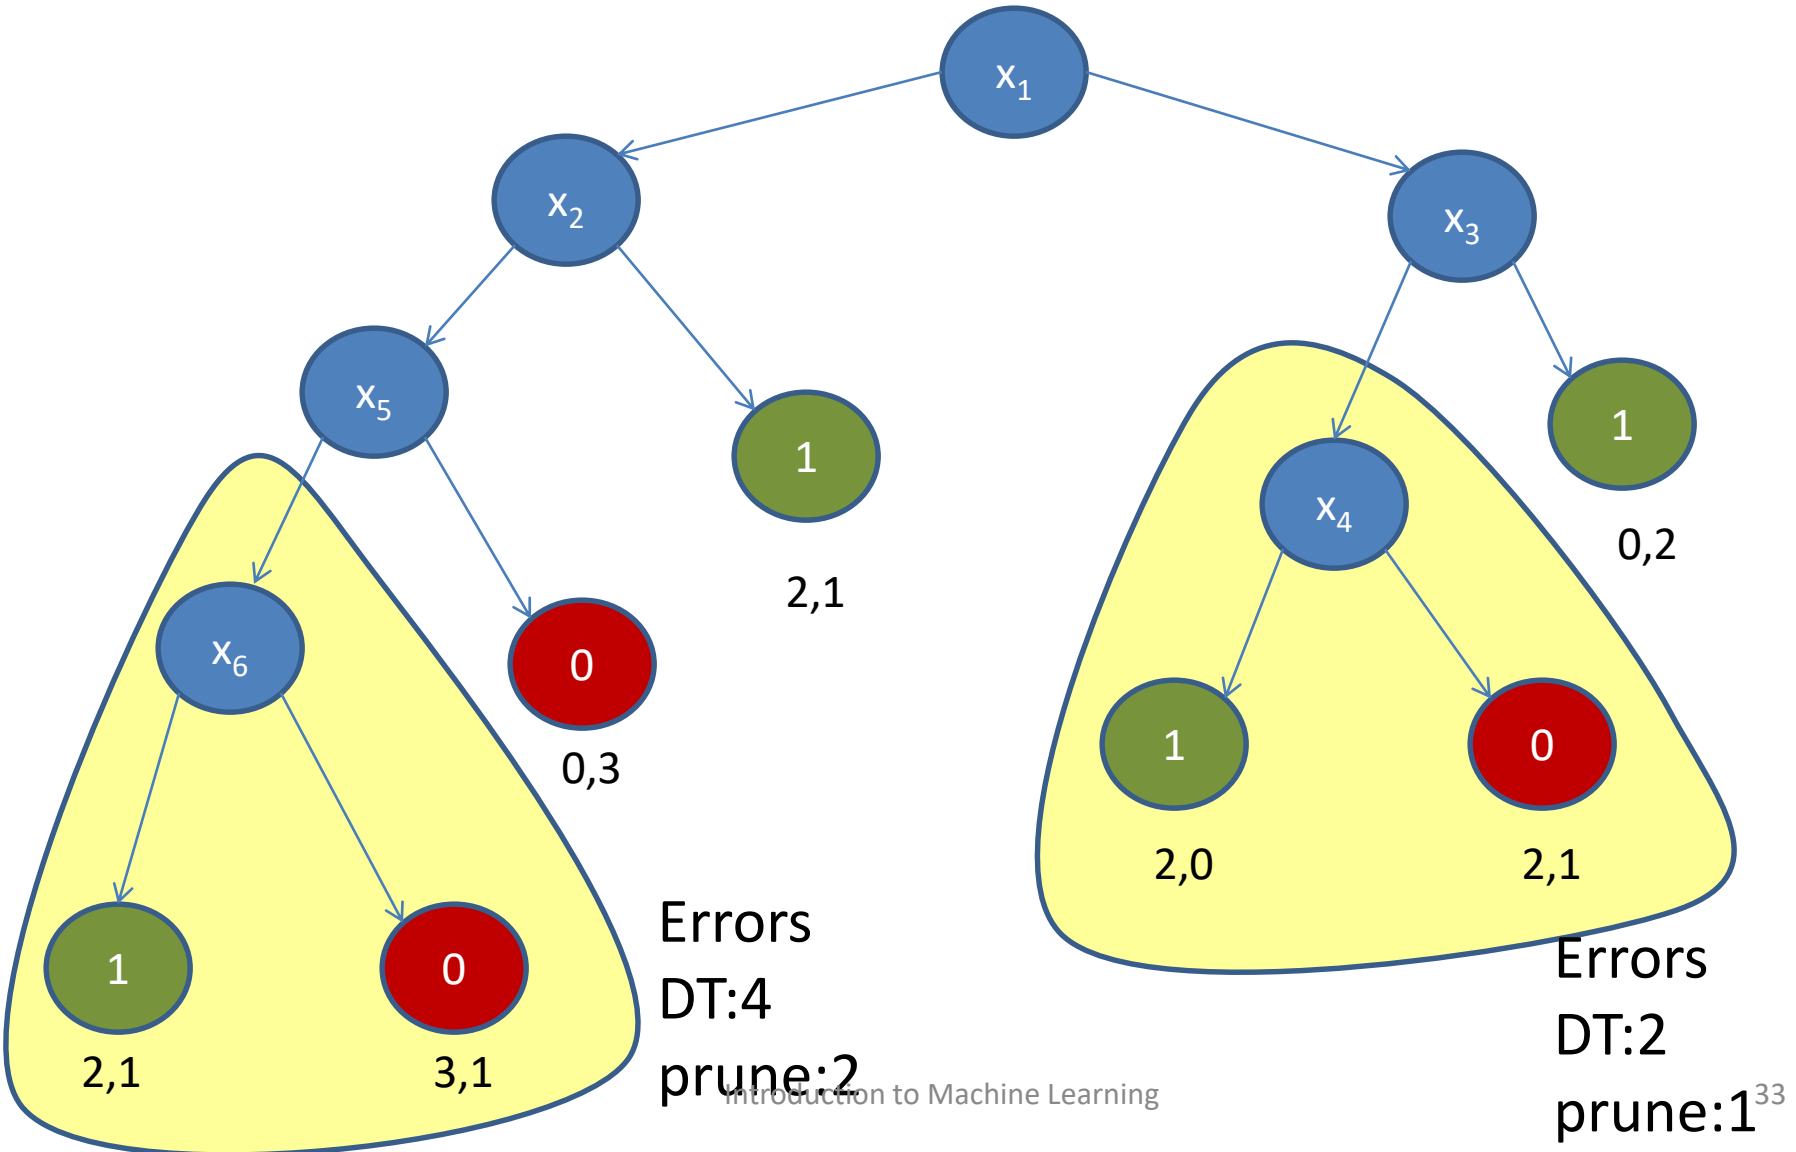 x₁
x₂
x₃
x₅
1
1
x₄
0,2
2,1
x₆
0
0,3
1
0
2,0
2,1
1
0
2,1
3,1
Errors
DT:4
prune:2
Errors
DT:2
prune:1
Introduction to Machine Learning
33